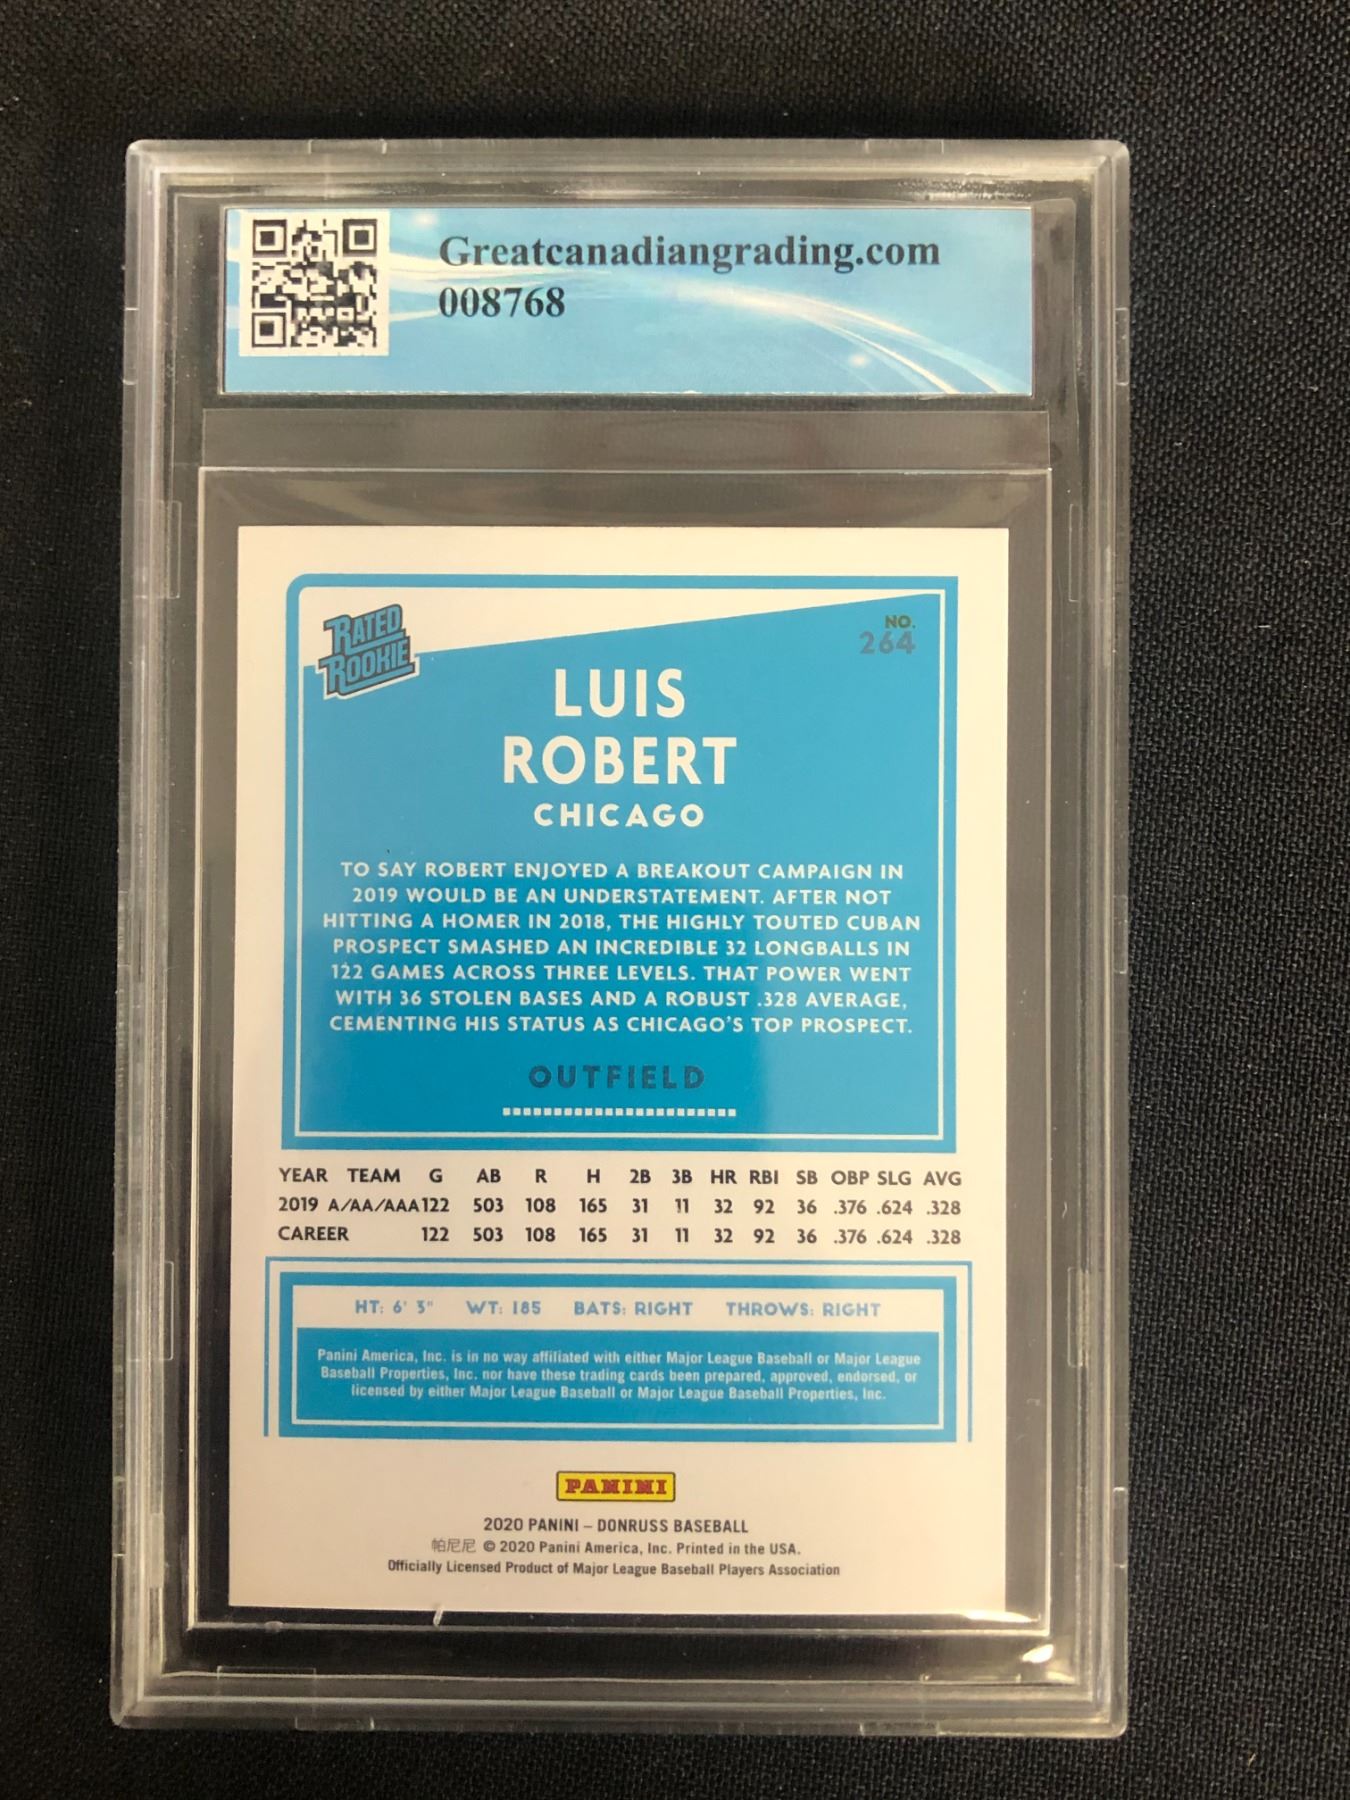 Greatcanadiangrading.com
008768
RATED
ROOKIE
NO.
264
LUIS
ROBERT
CHICAGO
TO SAY ROBERT ENJOYED A BREAKOUT CAMPAIGN IN
2019 WOULD BE AN UNDERSTATEMENT. AFTER NOT
HITTING A HOMER IN 2018, THE HIGHLY TOUTED CUBAN
PROSPECT SMASHED AN INCREDIBLE 32 LONGBALLS IN
122 GAMES ACROSS THREE LEVELS. THAT POWER WENT
WITH 36 STOLEN BASES AND A ROBUST .328 AVERAGE,
CEMENTING HIS STATUS AS CHICAGO'S TOP PROSPECT.
OUTFIELD
YEAR TEAM G AB R H 2B 3B HR RBI SB OBP SLG AVG
2019 A/AA/AAA 122 503 108 165 31 11 32 92 36 .376 .624 .328
CAREER 122 503 108 165 31 11 32 92 36 .376 .624 .328
HT: 6' 3" WT: 185 BATS: RIGHT THROWS: RIGHT
Panini America, Inc. is in no way affiliated with either Major League Baseball or Major League
Baseball Properties, Inc. nor have these trading cards been prepared, approved, endorsed, or
licensed by either Major League Baseball or Major League Baseball Properties, Inc.
PANINI
2020 PANINI – DONRUSS BASEBALL
帕尼尼 © 2020 Panini America, Inc. Printed in the USA.
Officially Licensed Product of Major League Baseball Players Association